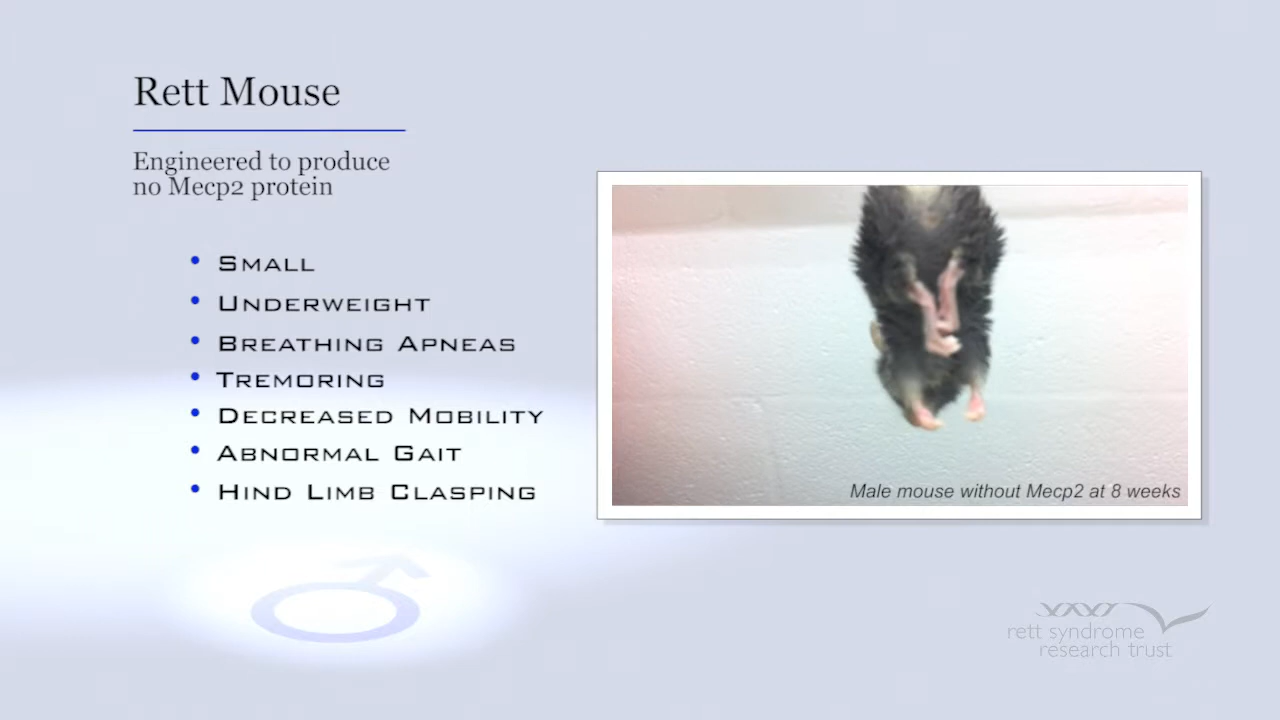 Rett Mouse
Engineered to produce
no Mecp2 protein
• Small
• Underweight
• Breathing Apneas
• Tremoring
• Decreased Mobility
• Abnormal Gait
• Hind Limb Clasping
Male mouse without Mecp2 at 8 weeks
rett syndrome
research trust